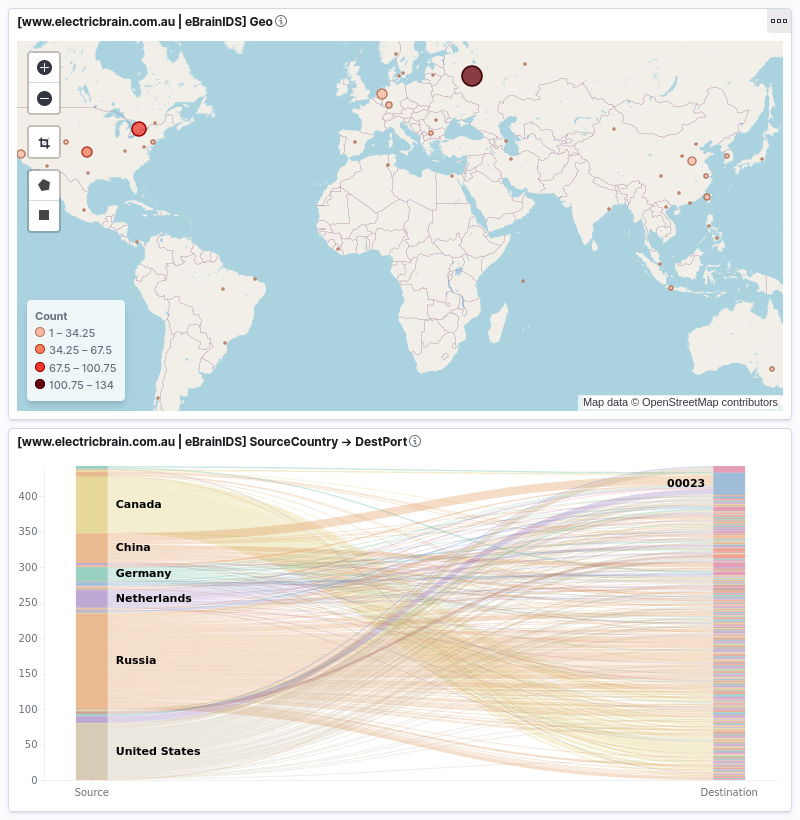 [www.electricbrain.com.au | eBrainIDS] Geo
Count
1 – 34.25
34.25 – 67.5
67.5 – 100.75
100.75 – 134
Map data © OpenStreetMap contributors
[www.electricbrain.com.au | eBrainIDS] SourceCountry → DestPort
400
350
300
250
200
150
100
50
0
Canada
China
Germany
Netherlands
Russia
United States
00023
Source
Destination